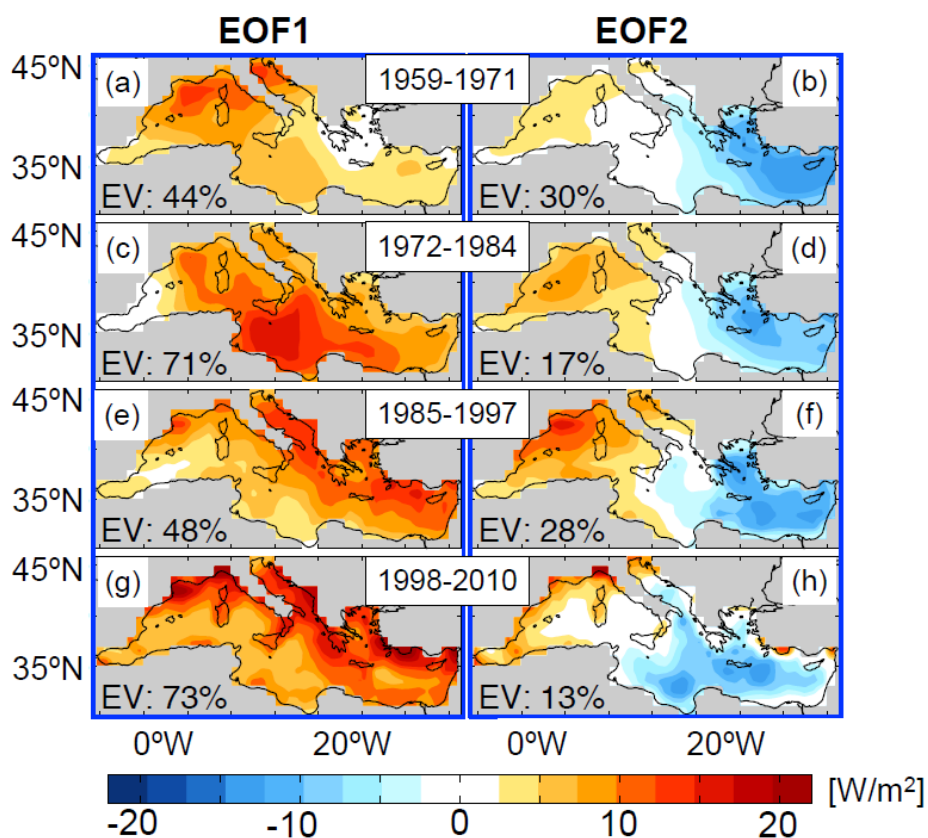 EOF1 EOF2
45ºN (a) 1959-1971 (b)
35ºN
EV: 44% EV: 30%
45ºN (c) 1972-1984 (d)
35ºN
EV: 71% EV: 17%
45ºN (e) 1985-1997 (f)
35ºN
EV: 48% EV: 28%
45ºN (g) 1998-2010 (h)
35ºN
EV: 73% EV: 13%
0ºW 20ºW 0ºW 20ºW
[W/m²]
-20 -10 0 10 20